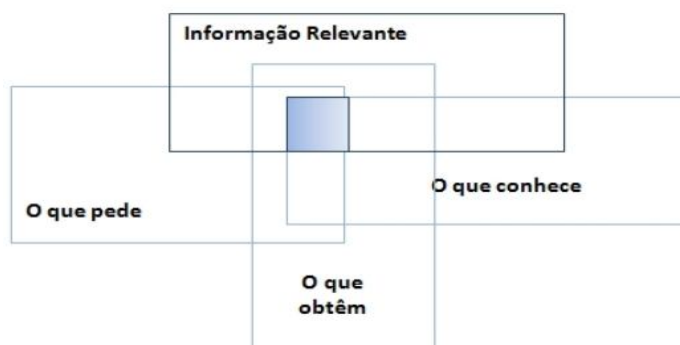 Informação Relevante
O que conhece
O que pede
O que
obtêm